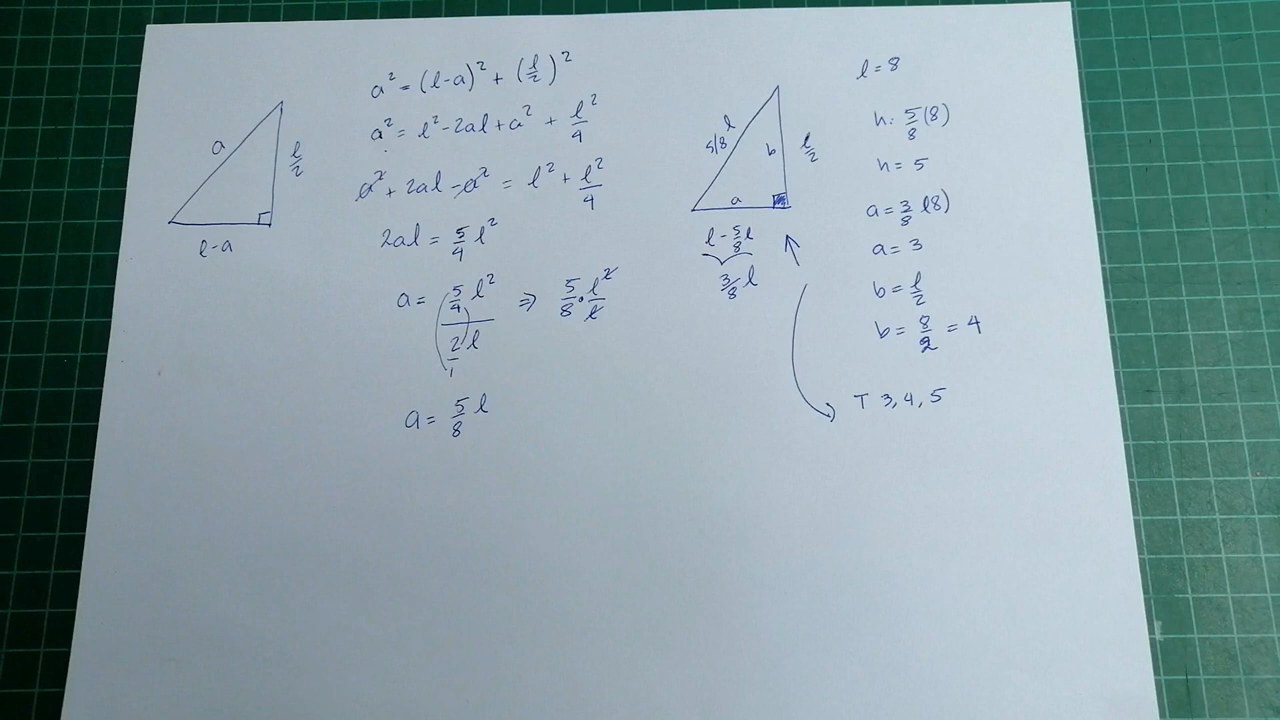 a
l/2
l-a
a² = (l-a)² + (l/2)²
a² = l² - 2al + a² + l²/4
a² + 2al - a² = l² + l²/4
2al = 5/4 l²
a = (5/4 l²)/(2/1 l) ⇒ 5/8 · l²/l
a = 5/8 l
5/8 l
b
l/2
a
l - 5/8 l
3/8 l
l = 8
h: 5/8 (8)
h = 5
a = 3/8 (8)
a = 3
b = l/2
b = 8/2 = 4
T 3, 4, 5